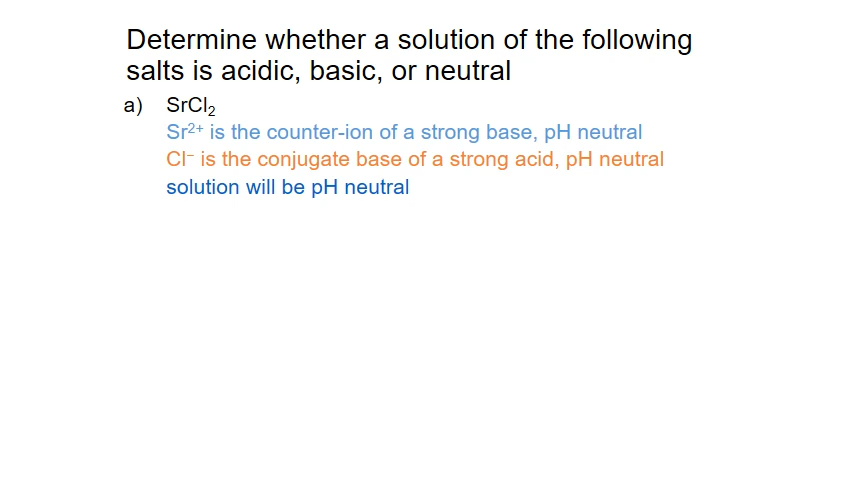 Determine whether a solution of the following
salts is acidic, basic, or neutral
a) SrCl₂
Sr²⁺ is the counter-ion of a strong base, pH neutral
Cl⁻ is the conjugate base of a strong acid, pH neutral
solution will be pH neutral